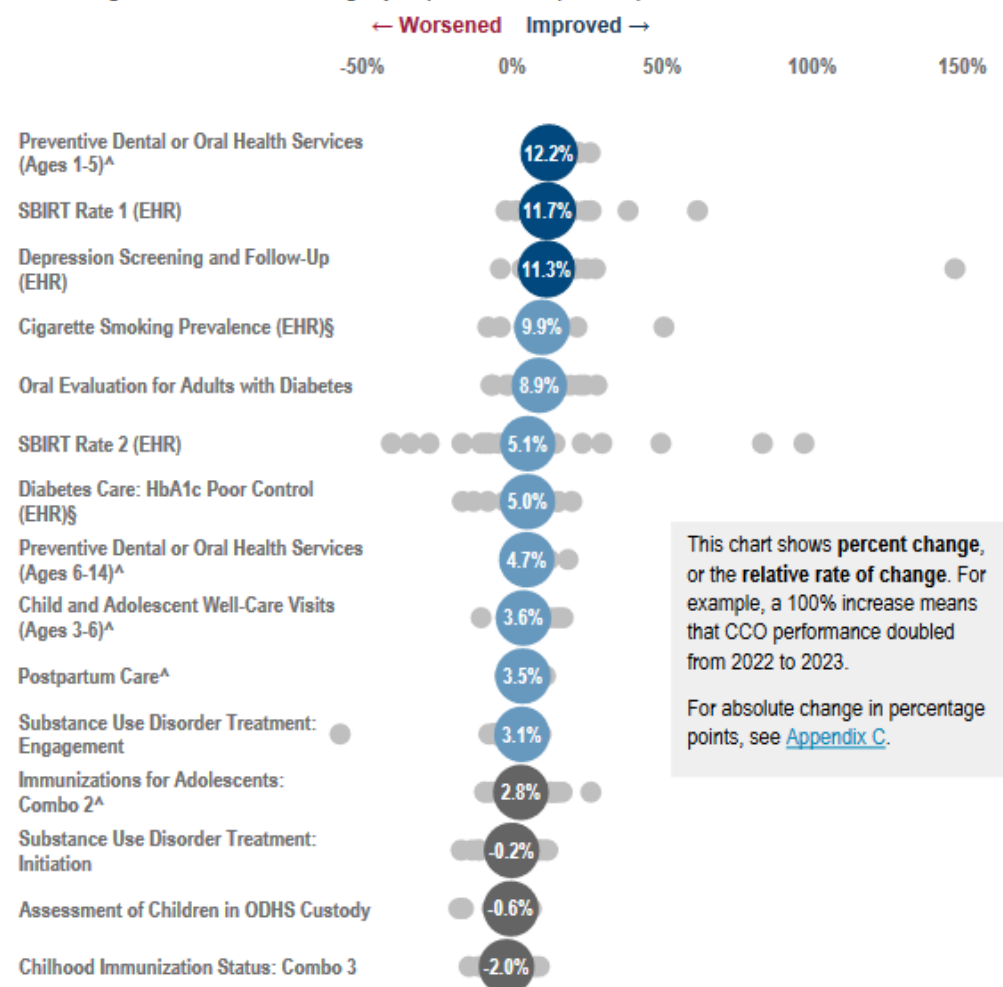 ← Worsened Improved →
-50% 0% 50% 100% 150%
Preventive Dental or Oral Health Services
(Ages 1-5)^
12.2%
SBIRT Rate 1 (EHR)
11.7%
Depression Screening and Follow-Up
(EHR)
11.3%
Cigarette Smoking Prevalence (EHR)§
9.9%
Oral Evaluation for Adults with Diabetes
8.9%
SBIRT Rate 2 (EHR)
5.1%
Diabetes Care: HbA1c Poor Control
(EHR)§
5.0%
Preventive Dental or Oral Health Services
(Ages 6-14)^
4.7%
Child and Adolescent Well-Care Visits
(Ages 3-6)^
3.6%
Postpartum Care^
3.5%
Substance Use Disorder Treatment:
Engagement
3.1%
Immunizations for Adolescents:
Combo 2^
2.8%
Substance Use Disorder Treatment:
Initiation
-0.2%
Assessment of Children in ODHS Custody
-0.6%
Chilhood Immunization Status: Combo 3
-2.0%
This chart shows percent change,
or the relative rate of change. For
example, a 100% increase means
that CCO performance doubled
from 2022 to 2023.
For absolute change in percentage
points, see Appendix C.